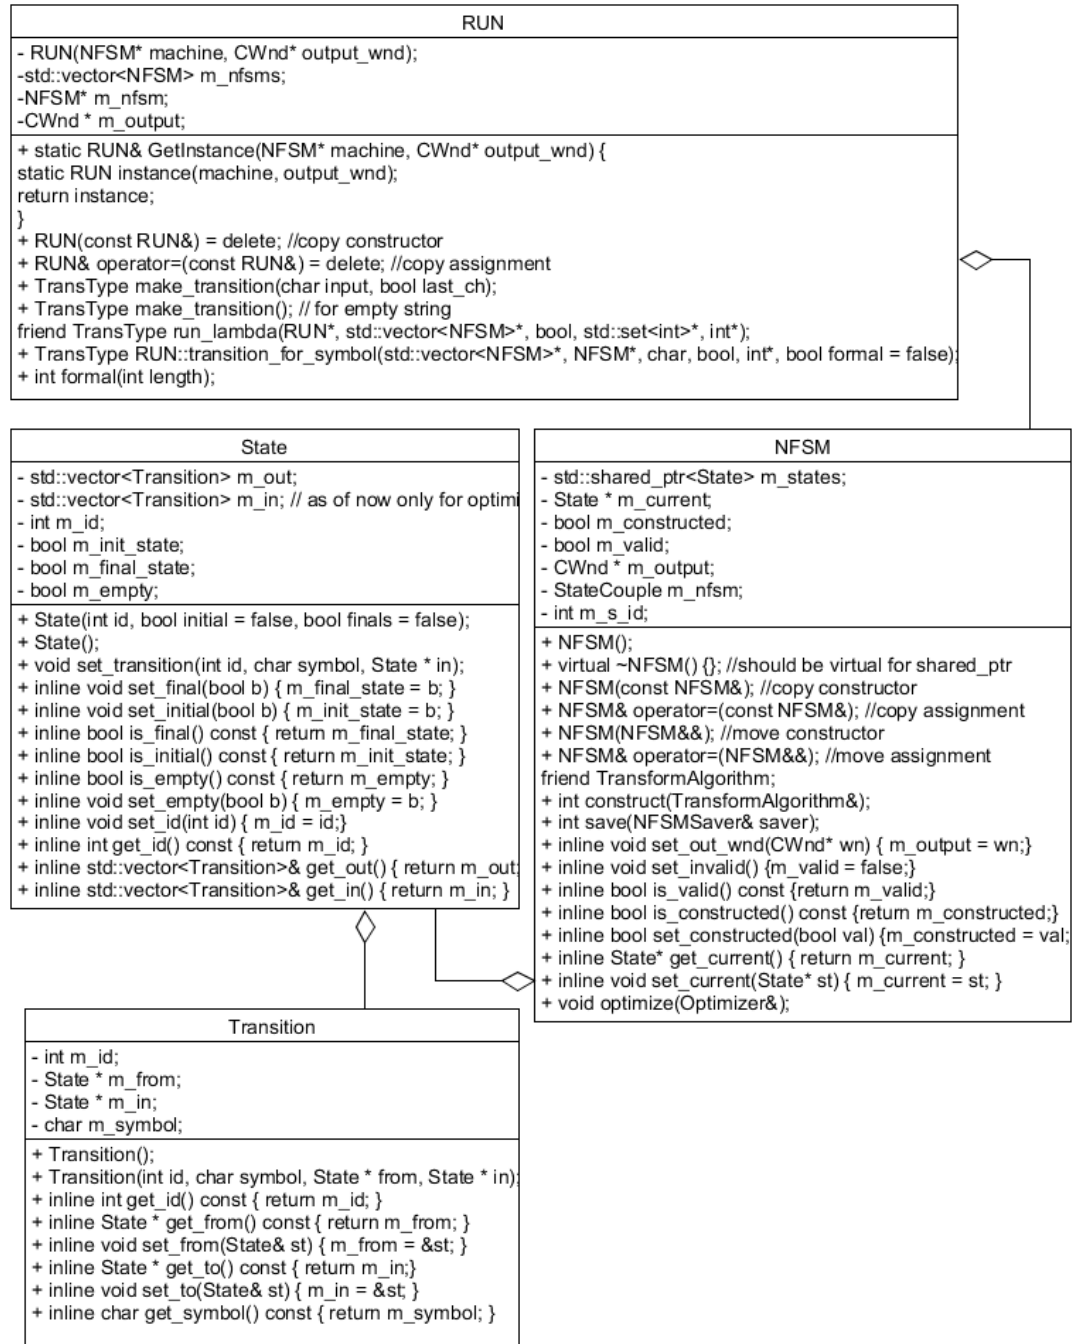 RUN
- RUN(NFSM* machine, CWnd* output_wnd);
-std::vector<NFSM> m_nfsms;
-NFSM* m_nfsm;
-CWnd * m_output;
+ static RUN& GetInstance(NFSM* machine, CWnd* output_wnd) {
static RUN instance(machine, output_wnd);
return instance;
}
+ RUN(const RUN&) = delete; //copy constructor
+ RUN& operator=(const RUN&) = delete; //copy assignment
+ TransType make_transition(char input, bool last_ch);
+ TransType make_transition(); // for empty string
friend TransType run_lambda(RUN*, std::vector<NFSM>*, bool, std::set<int>*, int*);
+ TransType RUN::transition_for_symbol(std::vector<NFSM>*, NFSM*, char, bool, int*, bool formal = false);
+ int formal(int length);
State
- std::vector<Transition> m_out;
- std::vector<Transition> m_in; // as of now only for optimi
- int m_id;
- bool m_init_state;
- bool m_final_state;
- bool m_empty;
+ State(int id, bool initial = false, bool finals = false);
+ State();
+ void set_transition(int id, char symbol, State * in);
+ inline void set_final(bool b) { m_final_state = b; }
+ inline void set_initial(bool b) { m_init_state = b; }
+ inline bool is_final() const { return m_final_state; }
+ inline bool is_initial() const { return m_init_state; }
+ inline bool is_empty() const { return m_empty; }
+ inline void set_empty(bool b) { m_empty = b; }
+ inline void set_id(int id) { m_id = id;}
+ inline int get_id() const { return m_id; }
+ inline std::vector<Transition>& get_out() { return m_out;
+ inline std::vector<Transition>& get_in() { return m_in; }
NFSM
- std::shared_ptr<State> m_states;
- State * m_current;
- bool m_constructed;
- bool m_valid;
- CWnd * m_output;
- StateCouple m_nfsm;
- int m_s_id;
+ NFSM();
+ virtual ~NFSM() {}; //should be virtual for shared_ptr
+ NFSM(const NFSM&); //copy constructor
+ NFSM& operator=(const NFSM&); //copy assignment
+ NFSM(NFSM&&); //move constructor
+ NFSM& operator=(NFSM&&); //move assignment
friend TransformAlgorithm;
+ int construct(TransformAlgorithm&);
+ int save(NFSMSaver& saver);
+ inline void set_out_wnd(CWnd* wn) { m_output = wn;}
+ inline void set_invalid() {m_valid = false;}
+ inline bool is_valid() const {return m_valid;}
+ inline bool is_constructed() const {return m_constructed;}
+ inline bool set_constructed(bool val) {m_constructed = val;
+ inline State* get_current() { return m_current; }
+ inline void set_current(State* st) { m_current = st; }
+ void optimize(Optimizer&);
Transition
- int m_id;
- State * m_from;
- State * m_in;
- char m_symbol;
+ Transition();
+ Transition(int id, char symbol, State * from, State * in);
+ inline int get_id() const { return m_id; }
+ inline State * get_from() const { return m_from; }
+ inline void set_from(State& st) { m_from = &st; }
+ inline State * get_to() const { return m_in;}
+ inline void set_to(State& st) { m_in = &st; }
+ inline char get_symbol() const { return m_symbol; }